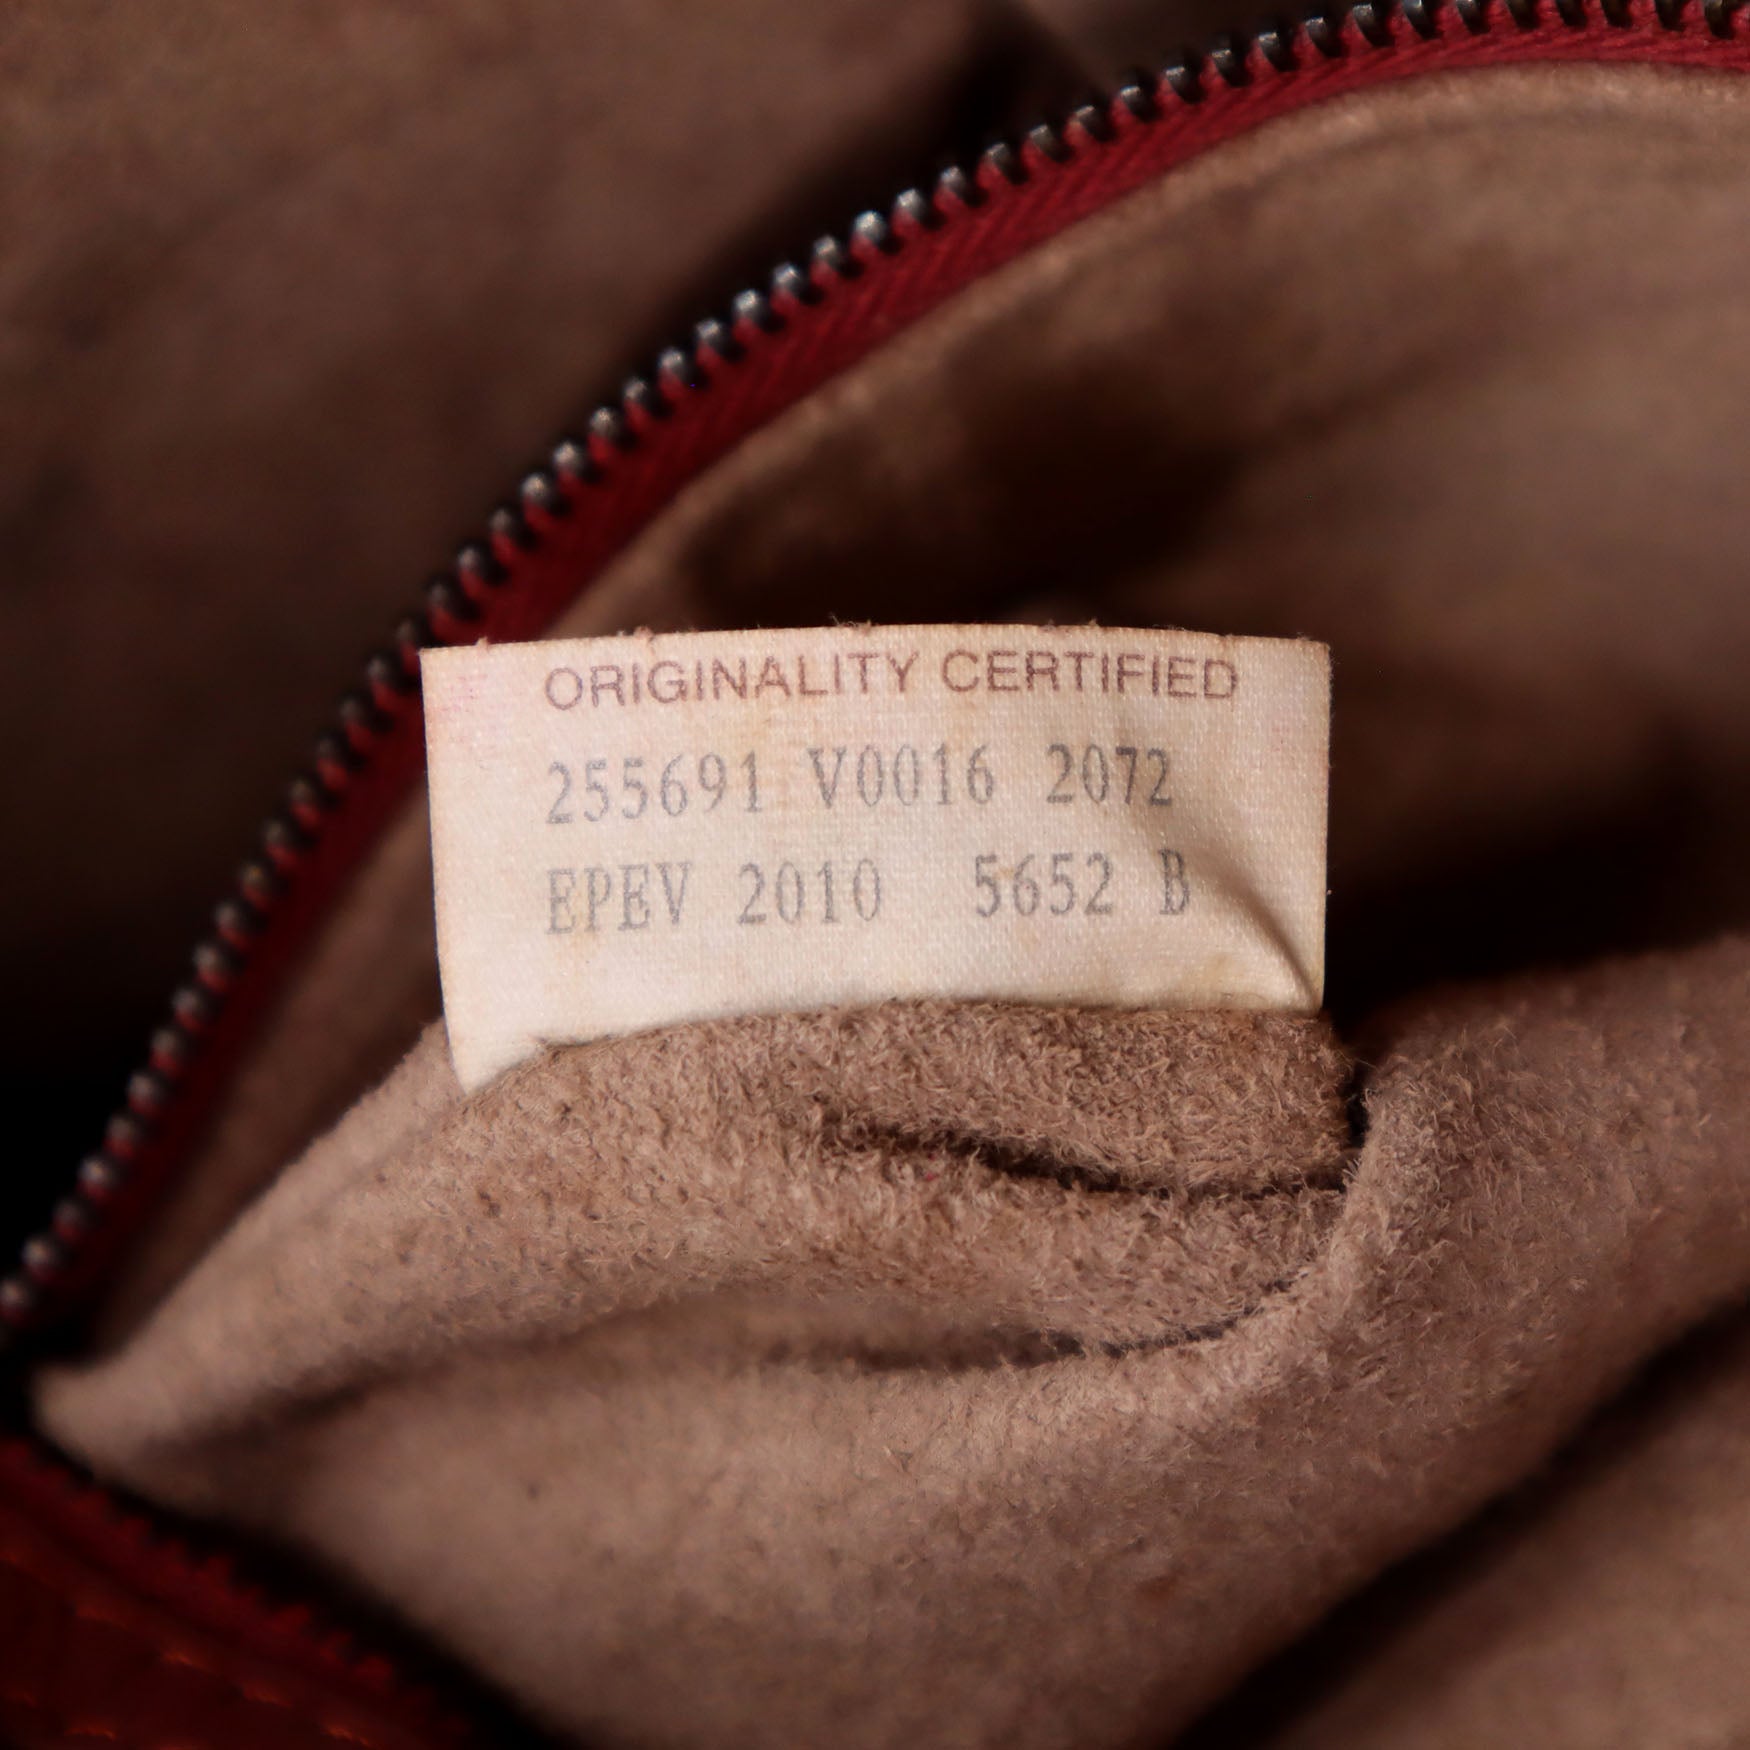 ORIGINALITY CERTIFIED
255691 V0016 2072
EPEV 2010 5652 B